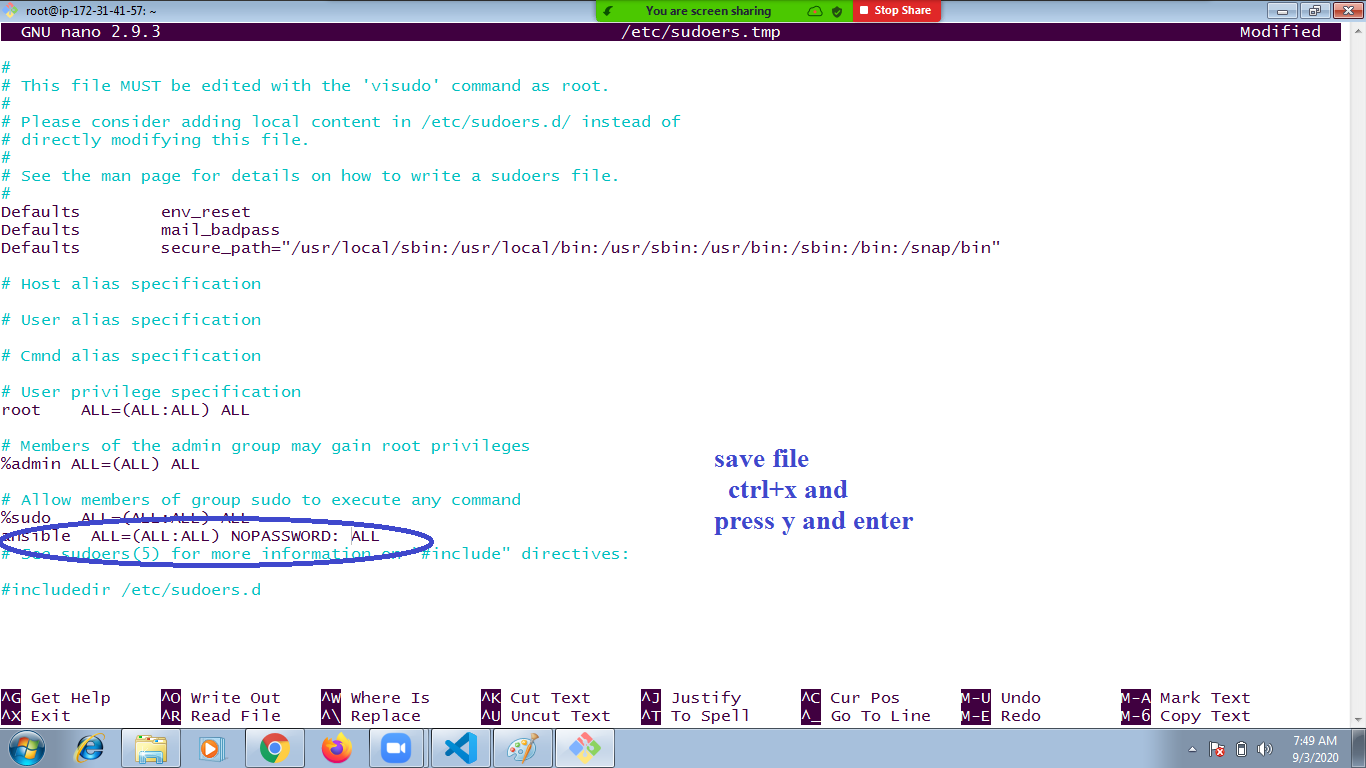 root@ip-172-31-41-57: ~
You are screen sharing
Stop Share
GNU nano 2.9.3 /etc/sudoers.tmp Modified
#
# This file MUST be edited with the 'visudo' command as root.
#
# Please consider adding local content in /etc/sudoers.d/ instead of
# directly modifying this file.
#
# See the man page for details on how to write a sudoers file.
#
Defaults env_reset
Defaults mail_badpass
Defaults secure_path="/usr/local/sbin:/usr/local/bin:/usr/sbin:/usr/bin:/sbin:/bin:/snap/bin"
# Host alias specification
# User alias specification
# Cmnd alias specification
# User privilege specification
root ALL=(ALL:ALL) ALL
# Members of the admin group may gain root privileges
%admin ALL=(ALL) ALL
# Allow members of group sudo to execute any command
%sudo ALL=(ALL:ALL) ALL
ansible ALL=(ALL:ALL) NOPASSWORD: ALL
# See sudoers(5) for more information on "#include" directives:
#includedir /etc/sudoers.d
save file
ctrl+x and
press y and enter
^G Get Help ^O Write Out ^W Where Is ^K Cut Text ^J Justify ^C Cur Pos M-U Undo M-A Mark Text
^X Exit ^R Read File ^\ Replace ^U Uncut Text ^T To Spell ^_ Go To Line M-E Redo M-6 Copy Text
7:49 AM
9/3/2020